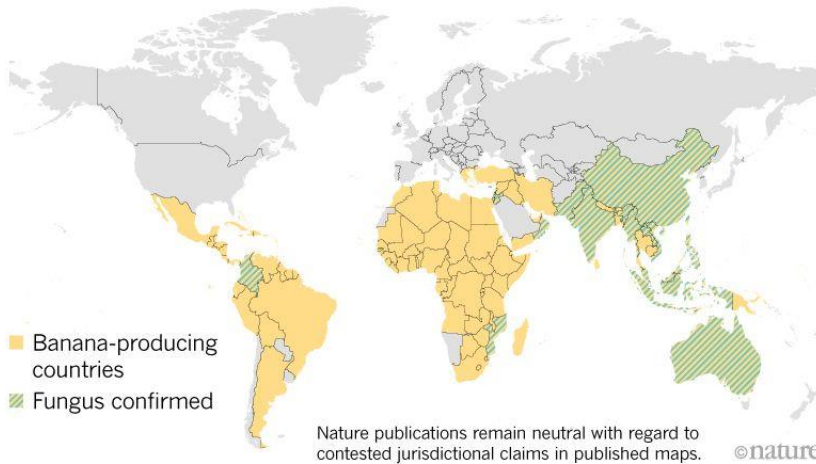 Banana-producing
countries
Fungus confirmed
Nature publications remain neutral with regard to
contested jurisdictional claims in published maps.
©nature